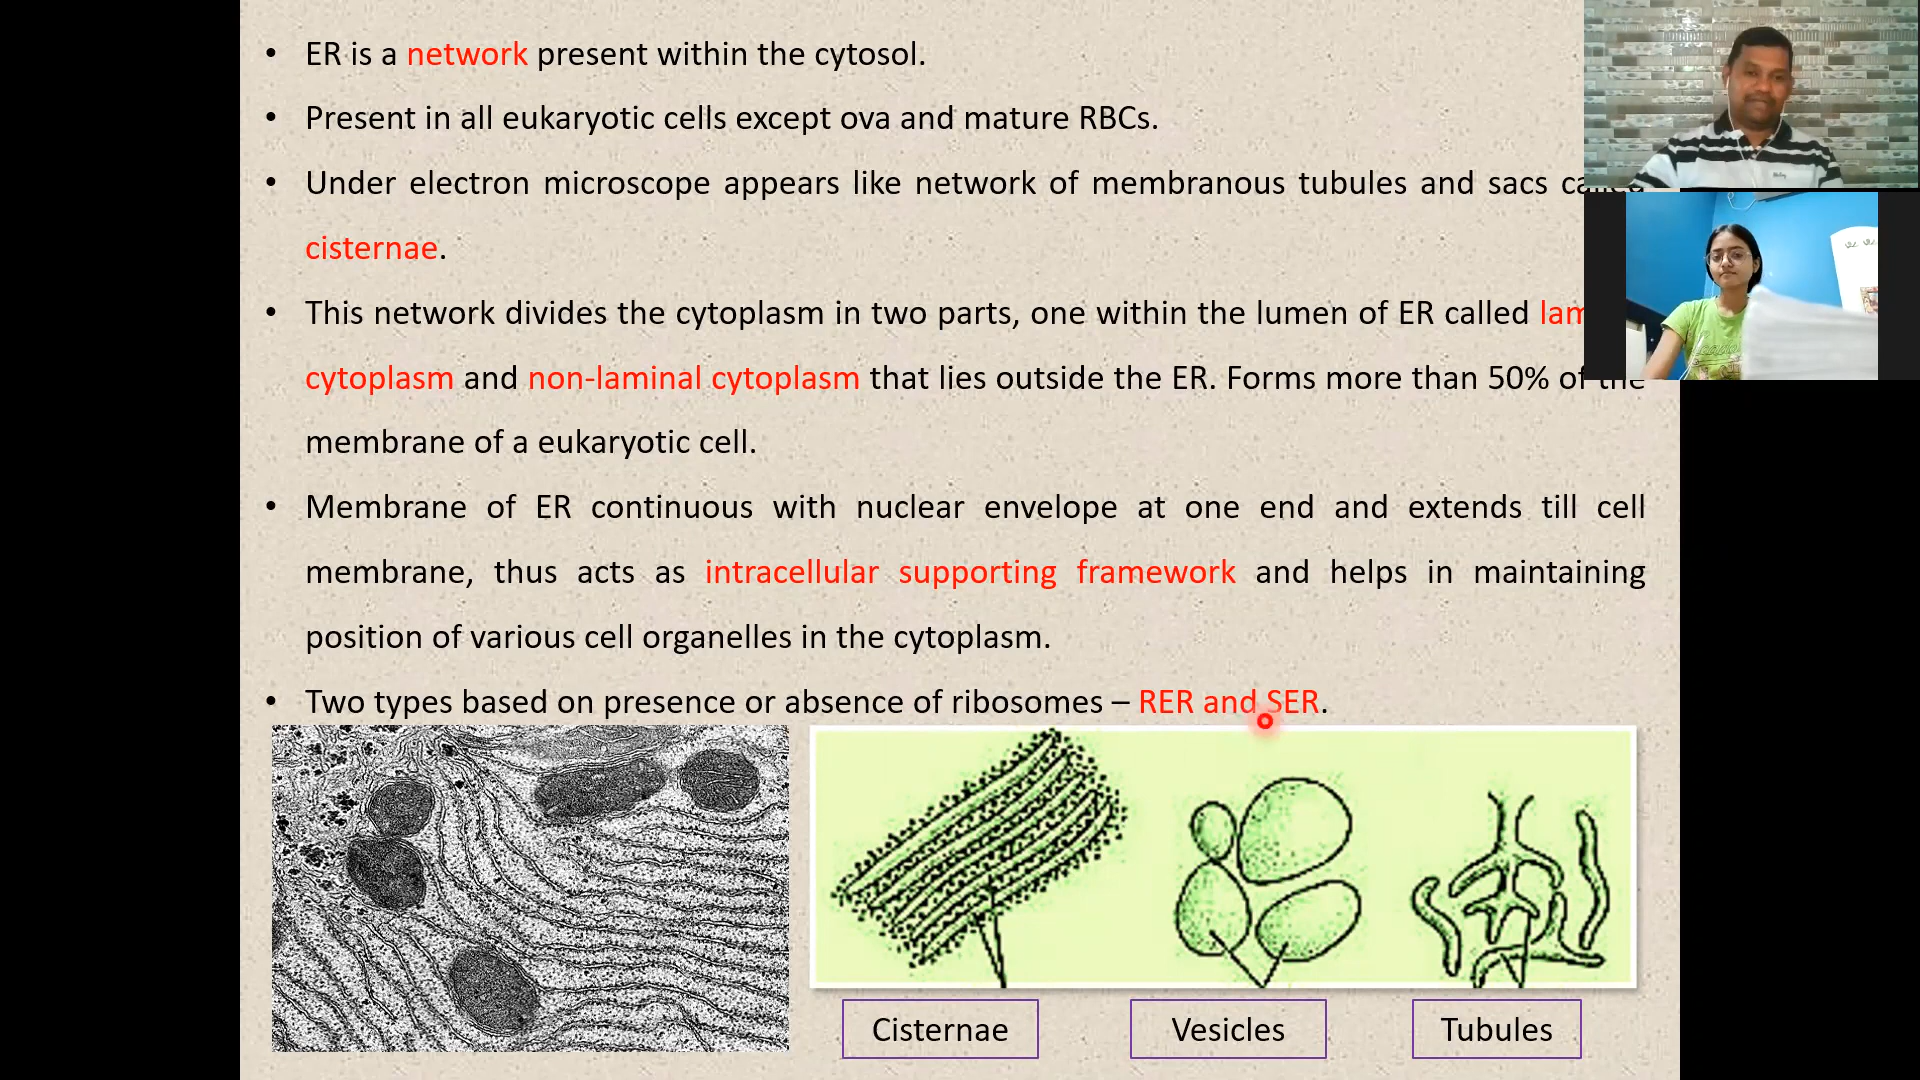 • ER is a network present within the cytosol.
• Present in all eukaryotic cells except ova and mature RBCs.
• Under electron microscope appears like network of membranous tubules and sacs
cisternae.
• This network divides the cytoplasm in two parts, one within the lumen of ER called
cytoplasm and non-laminal cytoplasm that lies outside the ER. Forms more than 50% of the
membrane of a eukaryotic cell.
• Membrane of ER continuous with nuclear envelope at one end and extends till cell
membrane, thus acts as intracellular supporting framework and helps in maintaining
position of various cell organelles in the cytoplasm.
• Two types based on presence or absence of ribosomes – RER and SER.
Cisternae
Vesicles
Tubules